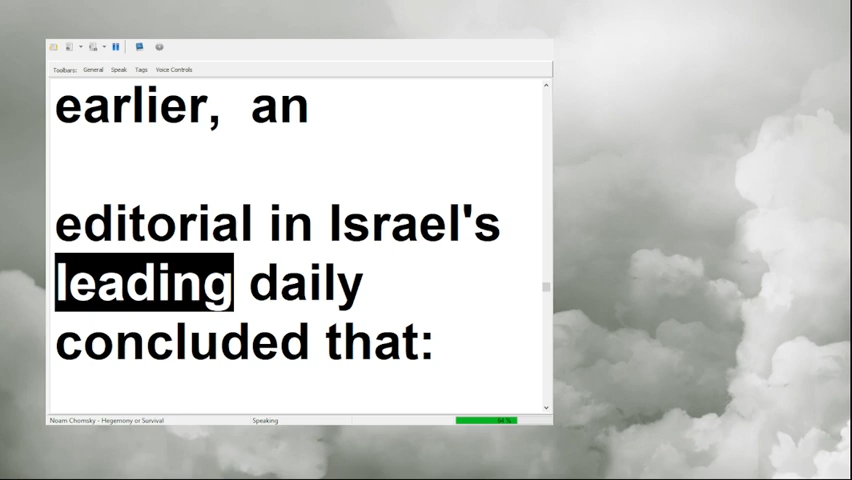 Toolbars: General Speak Tags Voice Controls
earlier, an
editorial in Israel's
leading daily
concluded that:
Noam Chomsky - Hegemony or Survival Speaking 64 %